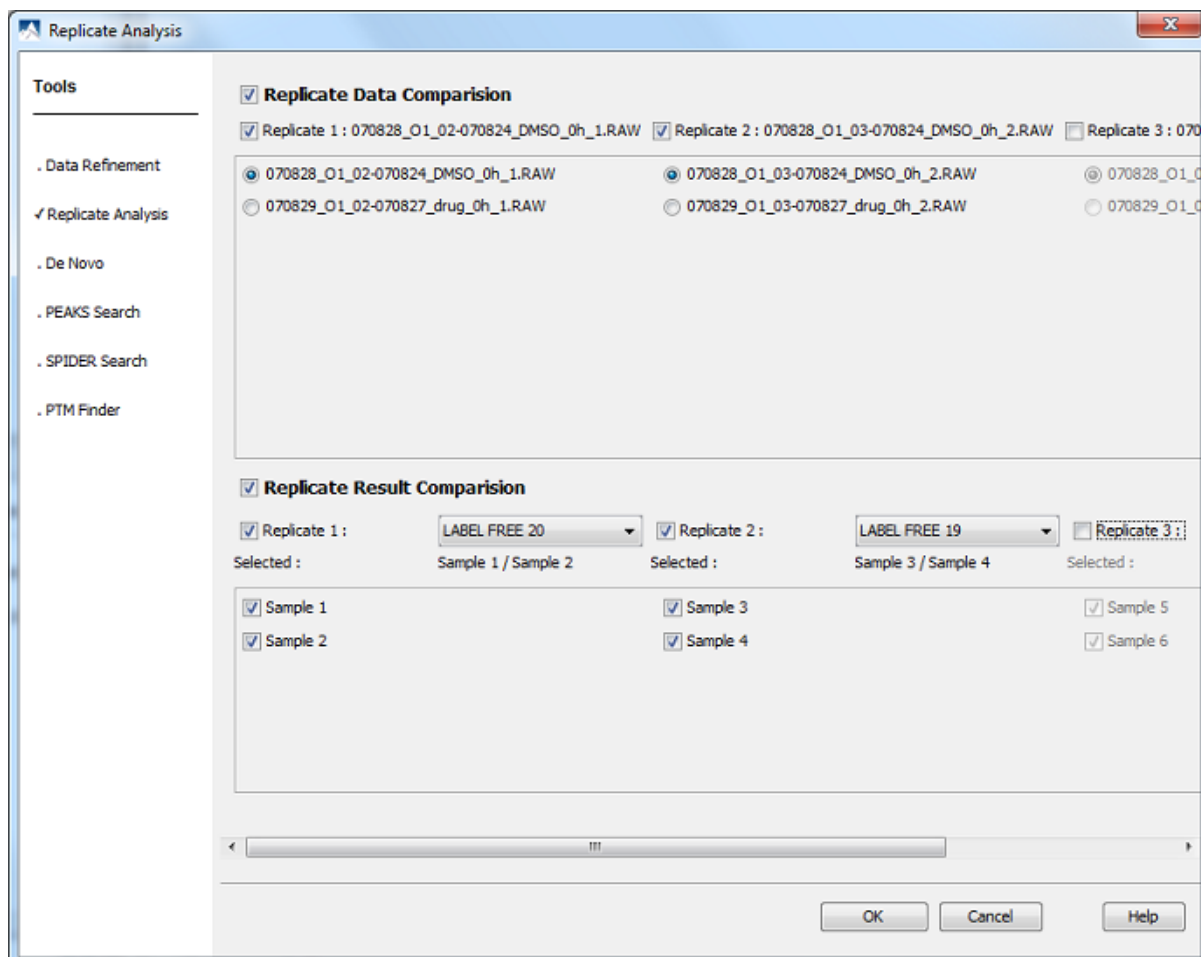 Replicate Analysis
Tools
. Data Refinement
✓ Replicate Analysis
. De Novo
. PEAKS Search
. SPIDER Search
. PTM Finder
Replicate Data Comparision
Replicate 1 : 070828_O1_02-070824_DMSO_0h_1.RAW Replicate 2 : 070828_O1_03-070824_DMSO_0h_2.RAW Replicate 3 : 070
070828_O1_02-070824_DMSO_0h_1.RAW 070828_O1_03-070824_DMSO_0h_2.RAW 070828_O1_0
070829_O1_02-070827_drug_0h_1.RAW 070829_O1_03-070827_drug_0h_2.RAW 070829_O1_0
Replicate Result Comparision
Replicate 1 : LABEL FREE 20 Replicate 2 : LABEL FREE 19 Replicate 3 :
Selected : Sample 1 / Sample 2 Selected : Sample 3 / Sample 4 Selected :
Sample 1 Sample 3 Sample 5
Sample 2 Sample 4 Sample 6
OK Cancel Help